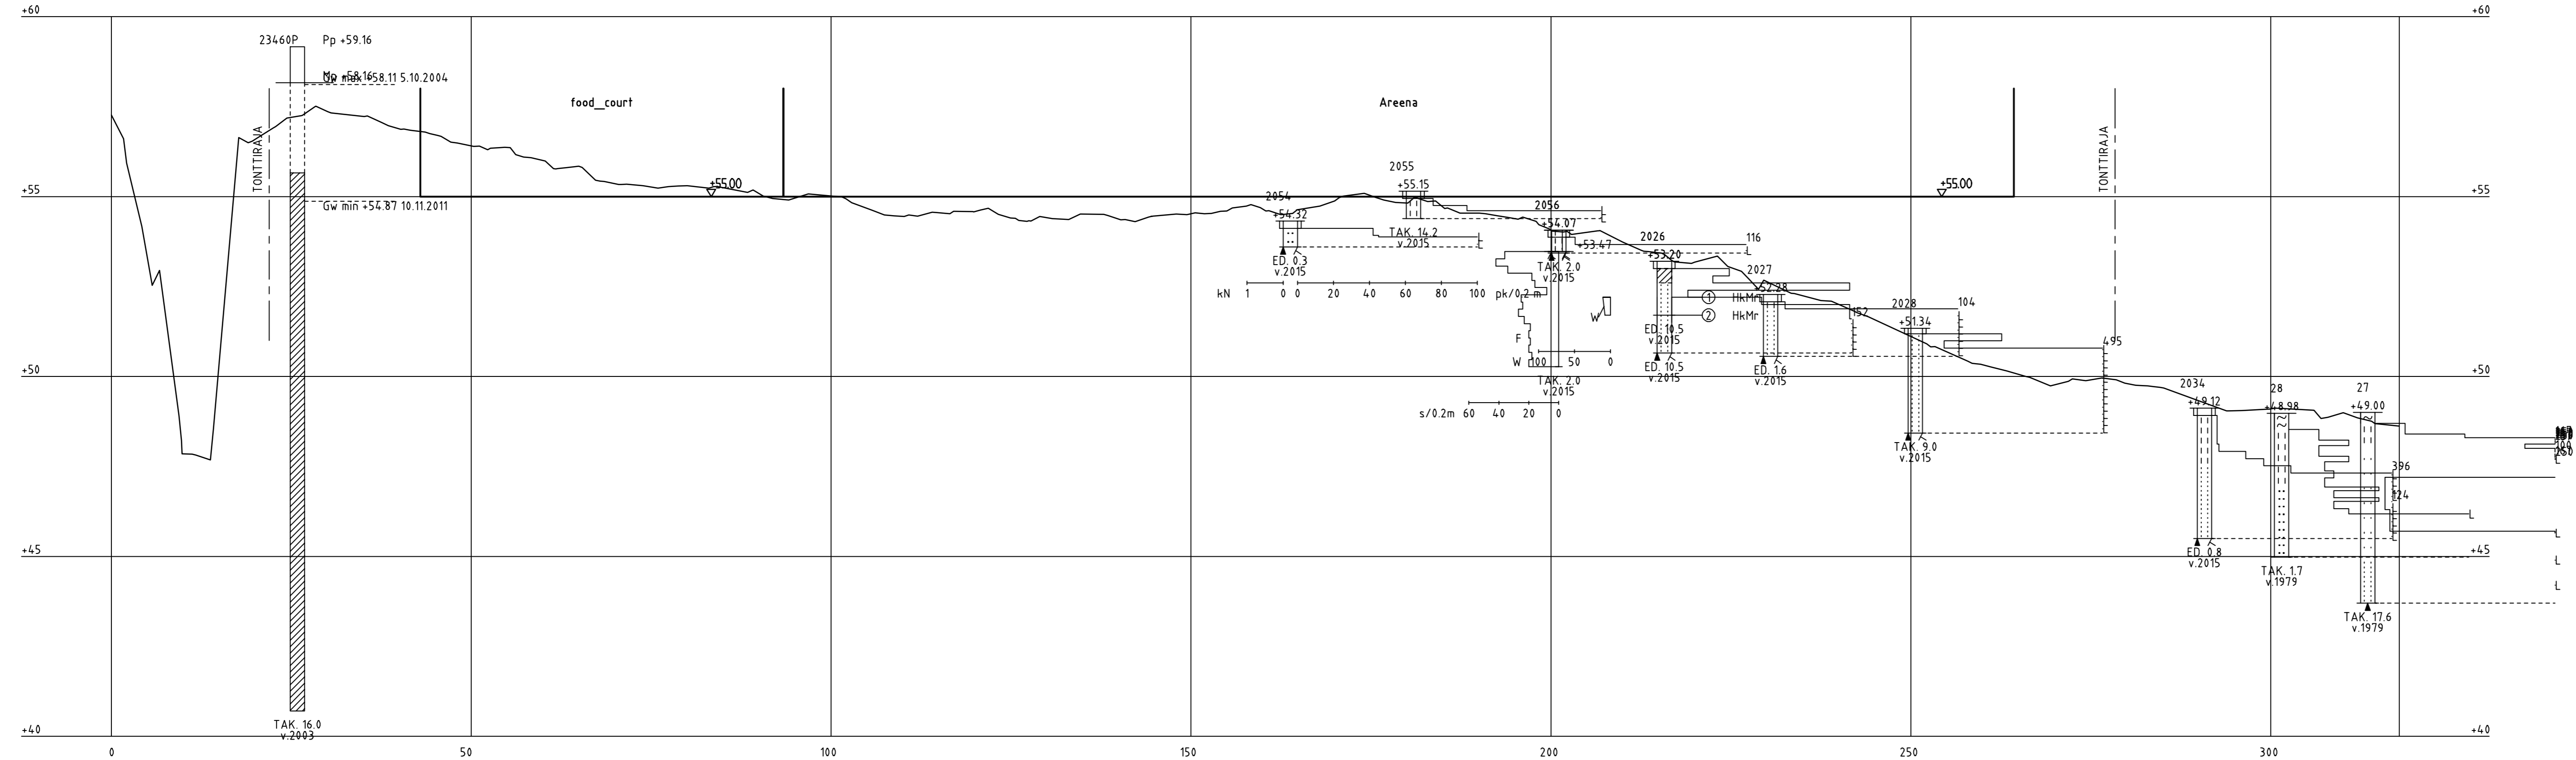 +60
+60
23460P
Pp +59.16
Mp +58.16
Gw max +58.11 5.10.2004
food_court
Areena
TONTTIRAJA
TONTTIRAJA
2055
+55.15
+55
+55.00
+55.00
+55
2054
+54.32
Gw min +54.87 10.11.2011
2056
+54.07
TAK. 14.2
v.2015
+53.47
2026
116
+53.20
ED. 0.3
v.2015
TAK. 2.0
v.2015
2027
kN
1
0
0
20
40
60
80
100
pk/0.2 m
+52.28
1
HkMr
2
HkMr
W
152
2028
104
+51.34
ED. 10.5
v.2015
F
W
100
50
0
495
ED. 10.5
v.2015
ED. 1.6
v.2015
+50
+50
TAK. 2.0
v.2015
s/0.2m
60
40
20
0
2034
+49.12
28
+48.98
27
+49.00
TAK. 9.0
v.2015
100
250
396
124
+45
+45
ED. 0.8
v.2015
TAK. 1.7
v.1979
TAK. 17.6
v.1979
TAK. 16.0
v.2003
+40
+40
0
50
100
150
200
250
300